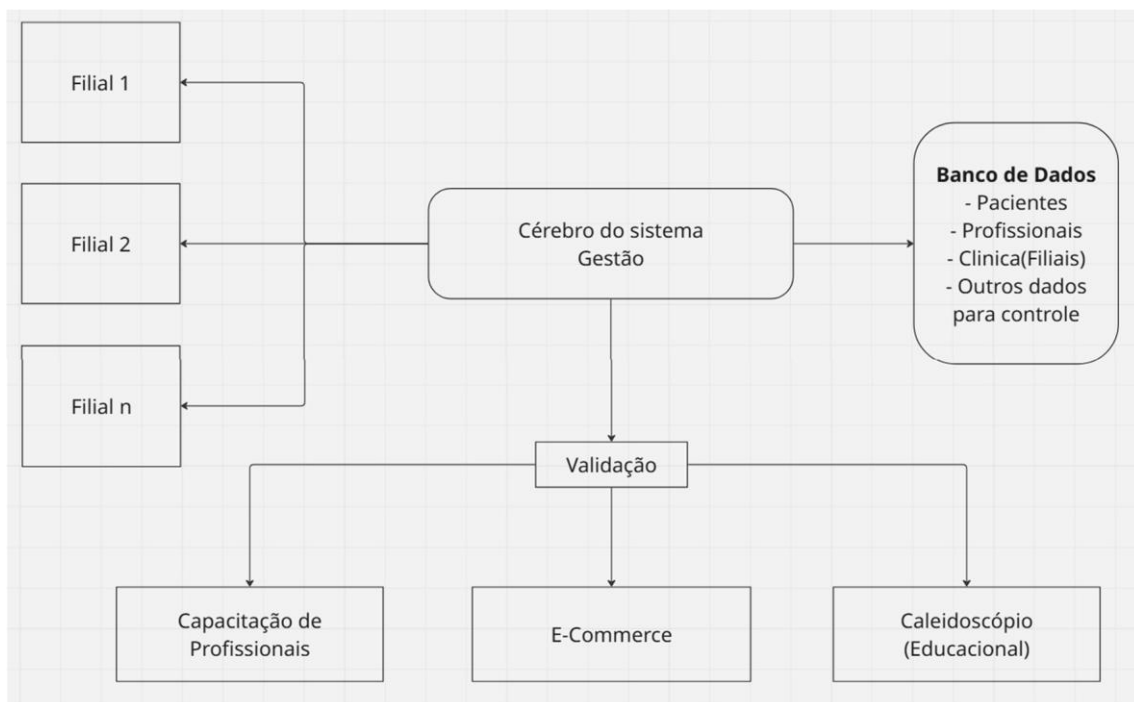 Filial 1
Filial 2
Filial n
Cérebro do sistema
Gestão
Banco de Dados
- Pacientes
- Profissionais
- Clinica(Filiais)
- Outros dados
para controle
Validação
Capacitação de
Profissionais
E-Commerce
Caleidoscópio
(Educacional)